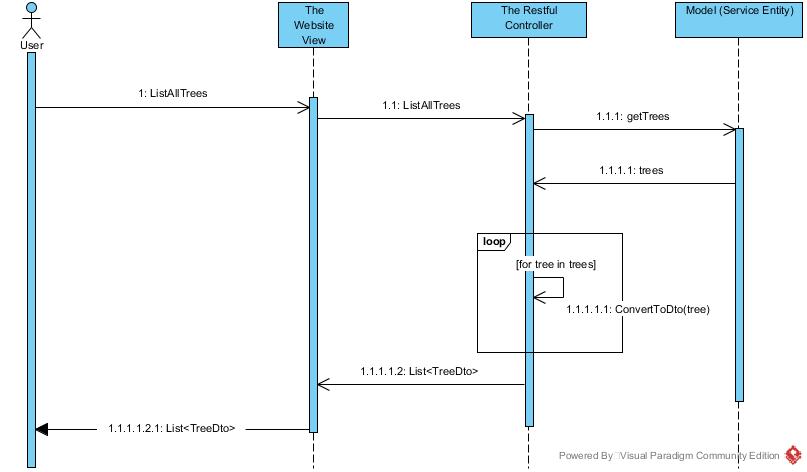 The
Website
View
The Restful
Controller
Model (Service Entity)
User
1: ListAllTrees
1.1: ListAllTrees
1.1.1: getTrees
1.1.1.1: trees
loop
[for tree in trees]
1.1.1.1.1: ConvertToDto(tree)
1.1.1.1.2: List<TreeDto>
1.1.1.1.2.1: List<TreeDto>
Powered By Visual Paradigm Community Edition